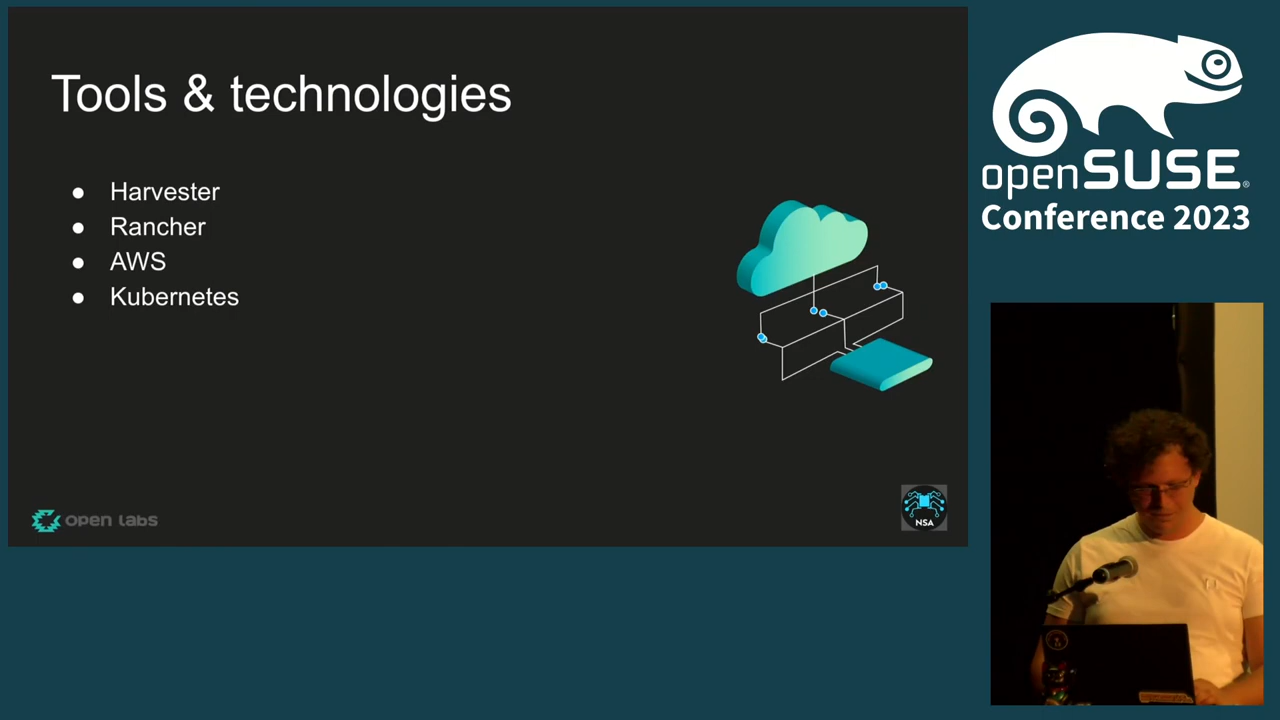 Tools & technologies
● Harvester
● Rancher
● AWS
● Kubernetes
open labs
NSA
openSUSE®
Conference 2023